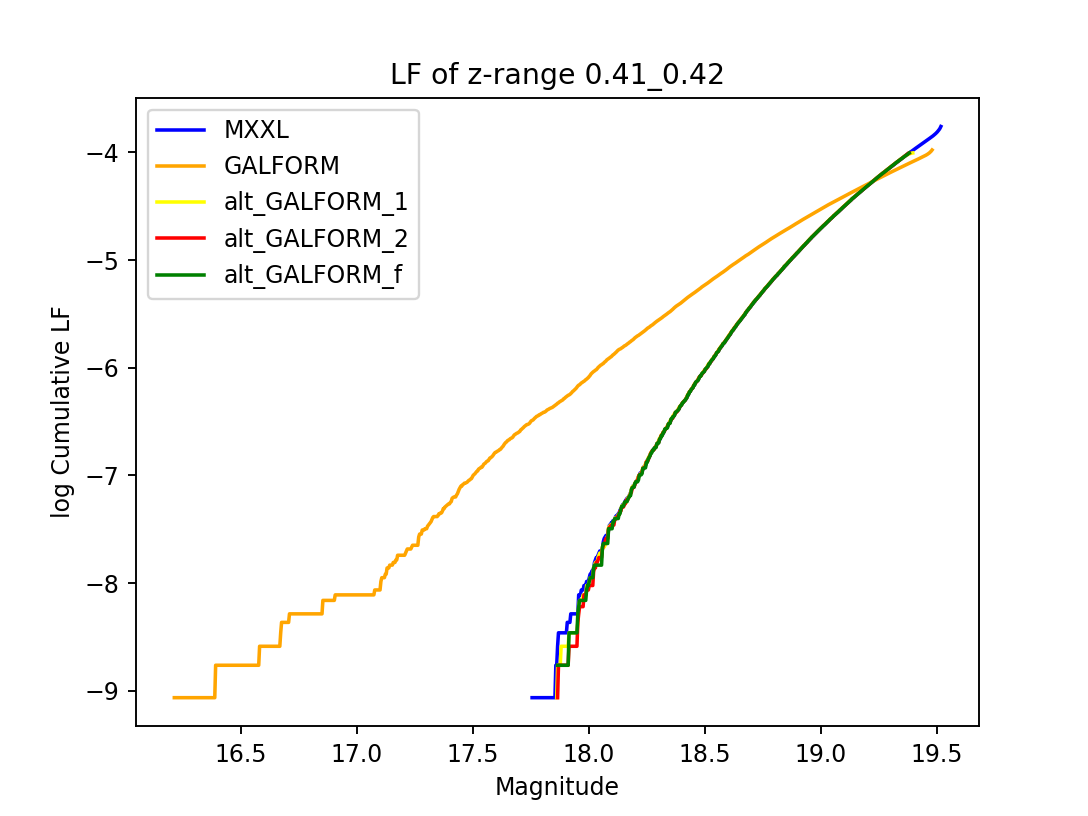 LF of z-range 0.41_0.42
MXXL
GALFORM
alt_GALFORM_1
alt_GALFORM_2
alt_GALFORM_f
log Cumulative LF
−4
−5
−6
−7
−8
−9
16.5 17.0 17.5 18.0 18.5 19.0 19.5
Magnitude